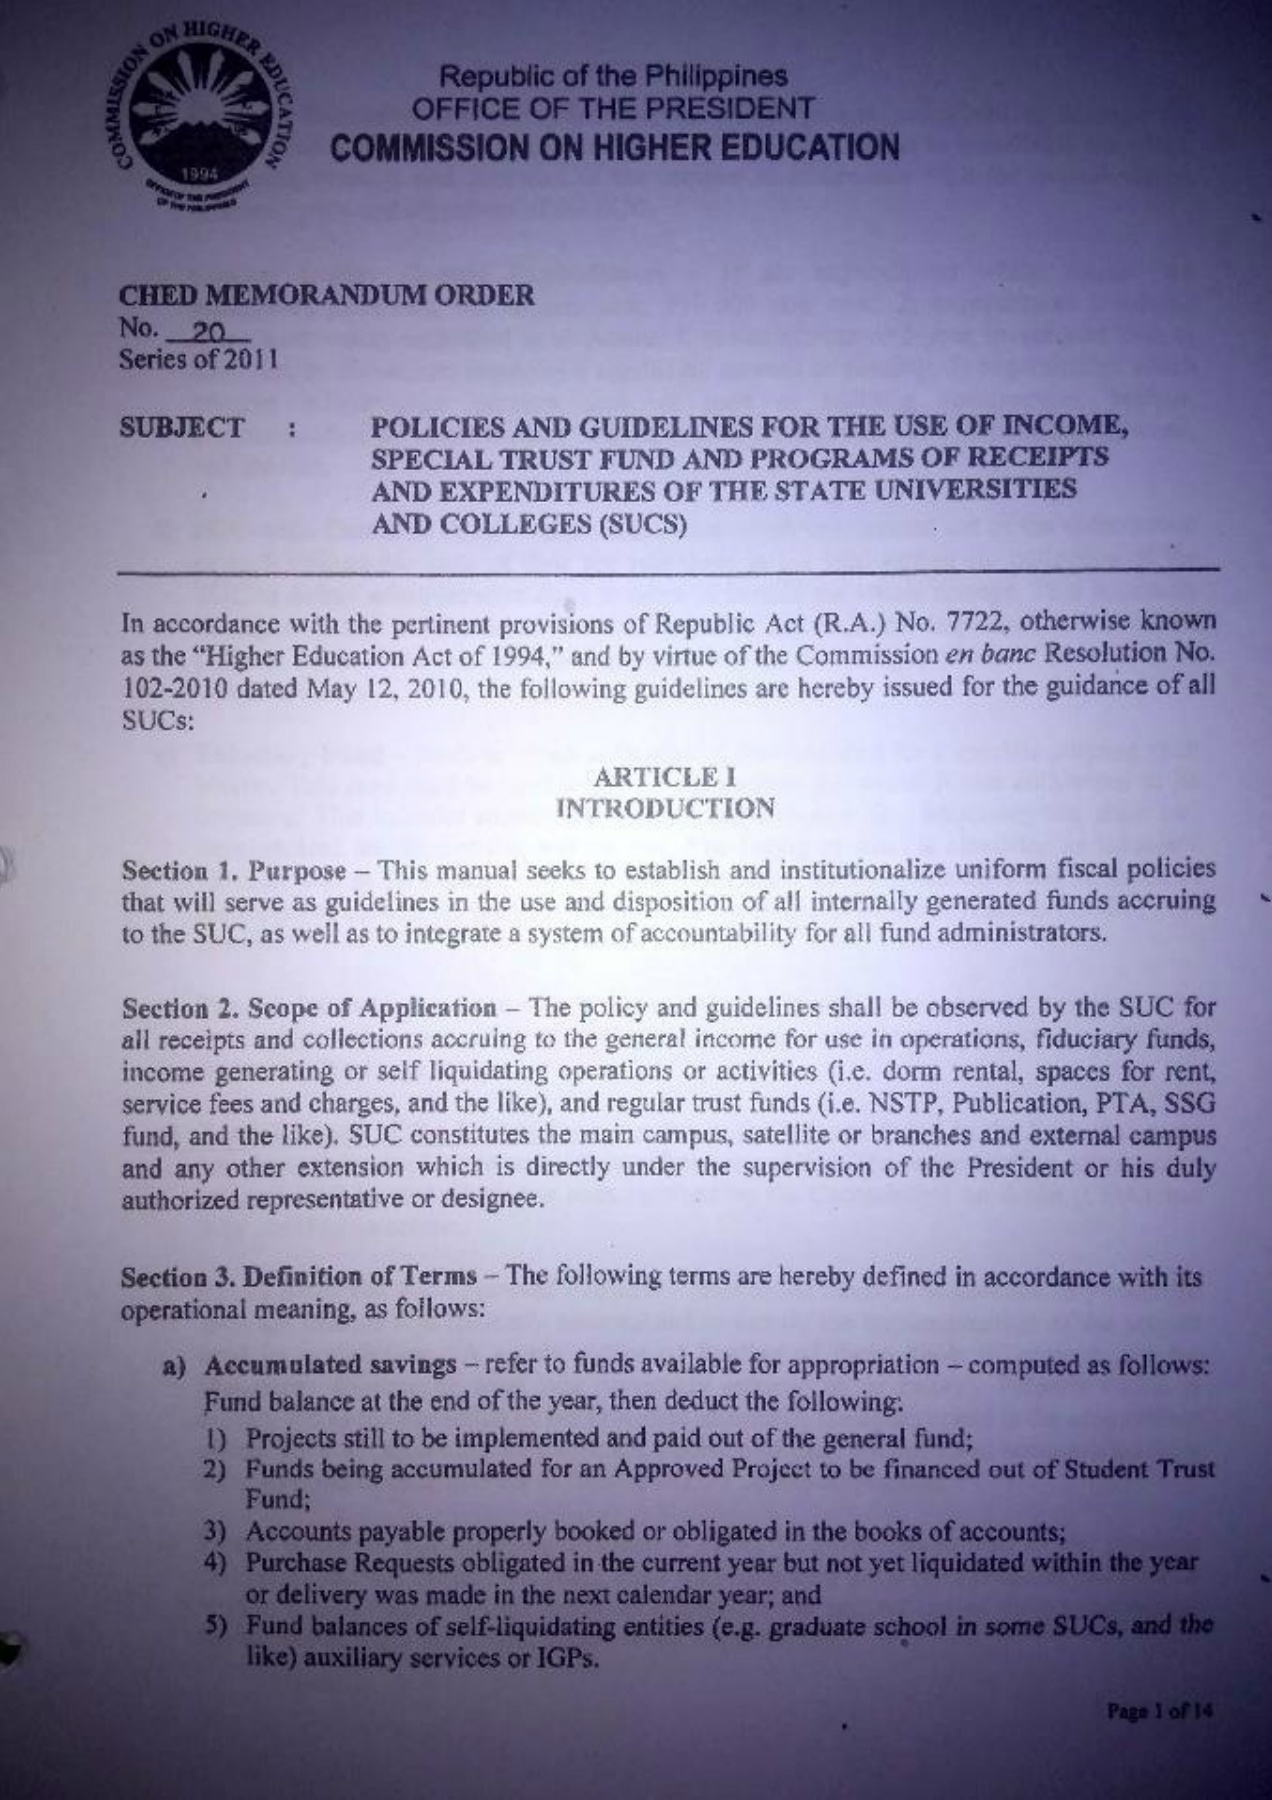 COMMISSION ON HIGHER EDUCATION
1994
OFFICE OF THE PRESIDENT
OF THE PHILIPPINES
Republic of the Philippines
OFFICE OF THE PRESIDENT
COMMISSION ON HIGHER EDUCATION
CHED MEMORANDUM ORDER
No. 20
Series of 2011
SUBJECT : POLICIES AND GUIDELINES FOR THE USE OF INCOME,
SPECIAL TRUST FUND AND PROGRAMS OF RECEIPTS
AND EXPENDITURES OF THE STATE UNIVERSITIES
AND COLLEGES (SUCS)
In accordance with the pertinent provisions of Republic Act (R.A.) No. 7722, otherwise known
as the “Higher Education Act of 1994,” and by virtue of the Commission en banc Resolution No.
102-2010 dated May 12, 2010, the following guidelines are hereby issued for the guidance of all
SUCs:
ARTICLE I
INTRODUCTION
Section 1. Purpose – This manual seeks to establish and institutionalize uniform fiscal policies
that will serve as guidelines in the use and disposition of all internally generated funds accruing
to the SUC, as well as to integrate a system of accountability for all fund administrators.
Section 2. Scope of Application – The policy and guidelines shall be observed by the SUC for
all receipts and collections accruing to the general income for use in operations, fiduciary funds,
income generating or self liquidating operations or activities (i.e. dorm rental, spaces for rent,
service fees and charges, and the like), and regular trust funds (i.e. NSTP, Publication, PTA, SSG
fund, and the like). SUC constitutes the main campus, satellite or branches and external campus
and any other extension which is directly under the supervision of the President or his duly
authorized representative or designee.
Section 3. Definition of Terms – The following terms are hereby defined in accordance with its
operational meaning, as follows:
a) Accumulated savings – refer to funds available for appropriation – computed as follows:
Fund balance at the end of the year, then deduct the following:
1) Projects still to be implemented and paid out of the general fund;
2) Funds being accumulated for an Approved Project to be financed out of Student Trust
Fund;
3) Accounts payable properly booked or obligated in the books of accounts;
4) Purchase Requests obligated in the current year but not yet liquidated within the year
or delivery was made in the next calendar year; and
5) Fund balances of self-liquidating entities (e.g. graduate school in some SUCs, and the
like) auxiliary services or IGPs.
Page 1 of 14